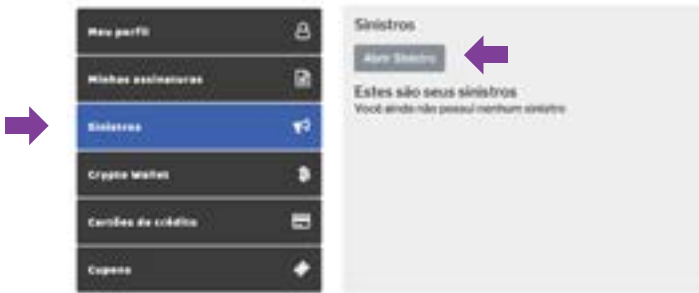 Meu perfil
Minhas assinaturas
Sinistros
Crypto Wallet
Cartões de crédito
Cupons
Sinistros
Abrir Sinistro
Estes são seus sinistros
Você ainda não possui nenhum sinistro